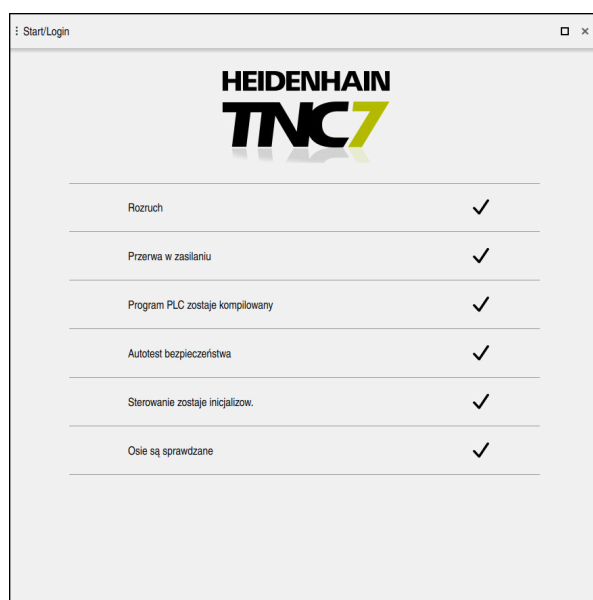 Start/Login
HEIDENHAIN
TNC7
Rozruch
Przerwa w zasilaniu
Program PLC zostaje kompilowany
Autotest bezpieczeństwa
Sterowanie zostaje inicjalizow.
Osie są sprawdzane